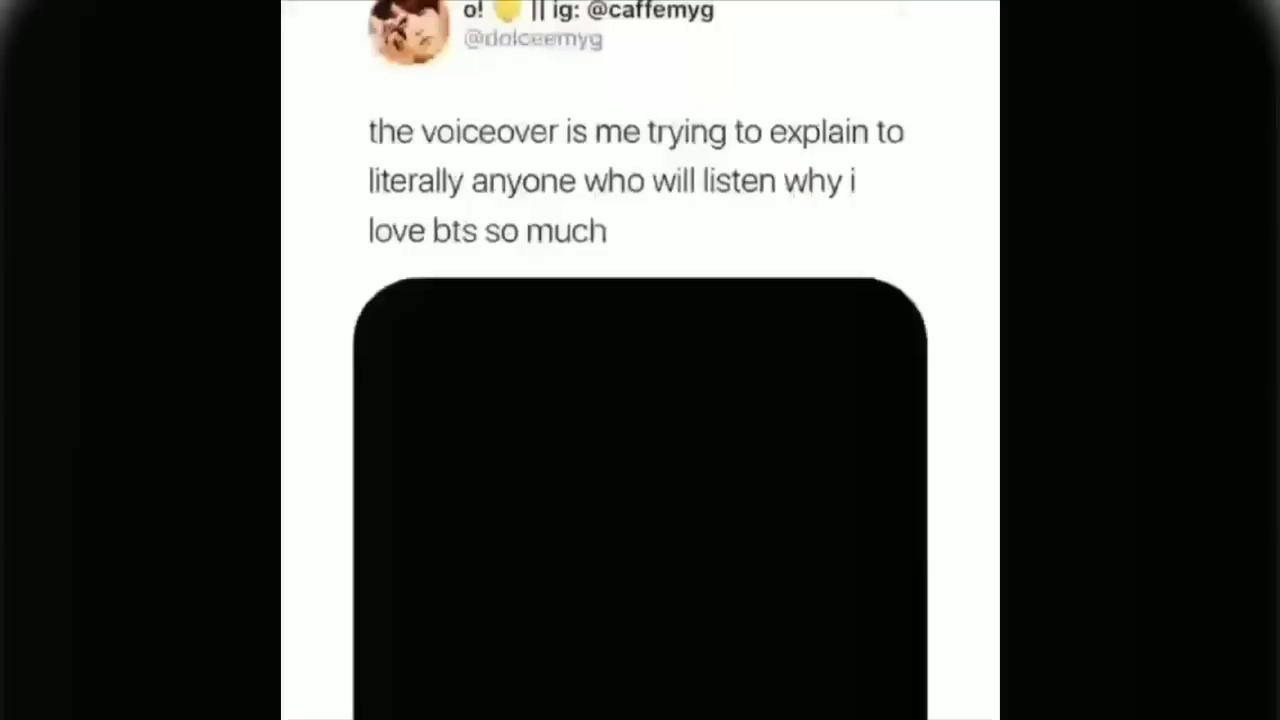 o! 🟡 || ig: @caffemyg
@dolceemyg
the voiceover is me trying to explain to
literally anyone who will listen why i
love bts so much